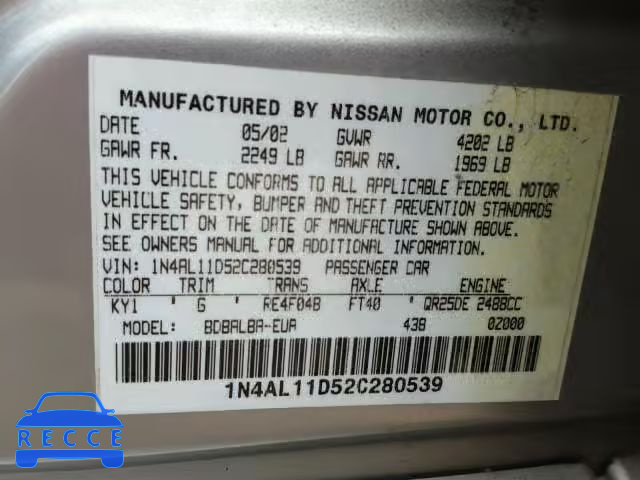 MANUFACTURED BY NISSAN MOTOR CO., LTD.
DATE 05/02 GVWR 4202 LB
GAWR FR. 2249 LB GAWR RR. 1969 LB
THIS VEHICLE CONFORMS TO ALL APPLICABLE FEDERAL MOTOR
VEHICLE SAFETY, BUMPER AND THEFT PREVENTION STANDARDS
IN EFFECT ON THE DATE OF MANUFACTURE SHOWN ABOVE.
SEE OWNERS MANUAL FOR ADDITIONAL INFORMATION.
VIN: 1N4AL11D52C280539 PASSENGER CAR
COLOR TRIM TRANS AXLE ENGINE
KY1 G RE4F04B FT40 QR25DE 2488CC
MODEL: BDBALBA-EUA 43B 0Z000
1N4AL11D52C280539
RECCE